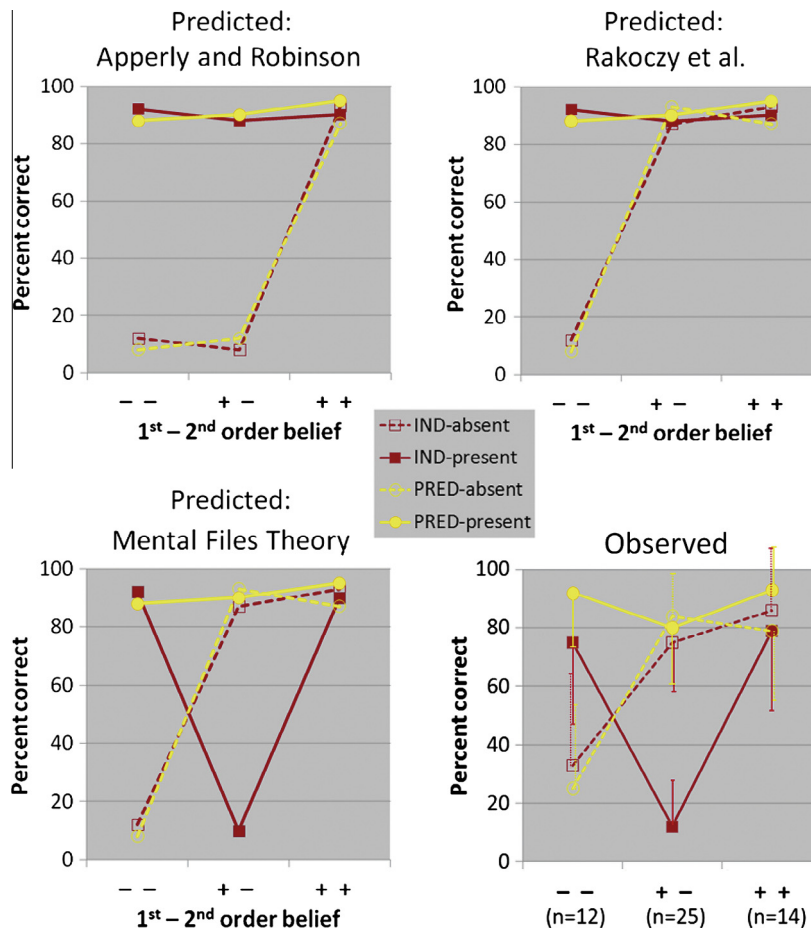 Predicted:
Apperly and Robinson
100
80
60
40
20
0
Percent correct
– –
+ –
+ +
1st – 2nd order belief
Predicted:
Rakoczy et al.
100
80
60
40
20
0
Percent correct
– –
+ –
+ +
1st – 2nd order belief
IND-absent
IND-present
PRED-absent
PRED-present
Predicted:
Mental Files Theory
100
80
60
40
20
0
Percent correct
– –
+ –
+ +
1st – 2nd order belief
Observed
100
80
60
40
20
0
Percent correct
– –
+ –
+ +
(n=12)
(n=25)
(n=14)